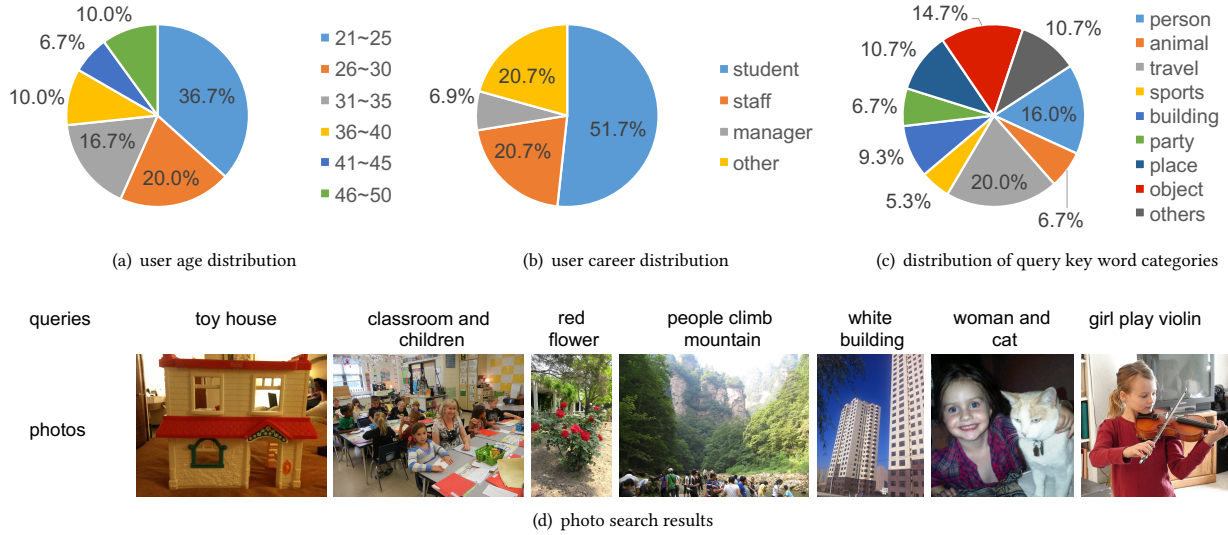 10.0%
6.7%
10.0%
16.7%
20.0%
36.7%
21~25
26~30
31~35
36~40
41~45
46~50
(a) user age distribution
20.7%
6.9%
20.7%
51.7%
student
staff
manager
other
(b) user career distribution
14.7%
10.7%
10.7%
6.7%
16.0%
9.3%
5.3%
20.0%
6.7%
person
animal
travel
sports
building
party
place
object
others
(c) distribution of query key word categories
queries
toy house
classroom and
children
red
flower
people climb
mountain
white
building
woman and
cat
girl play violin
photos
(d) photo search results